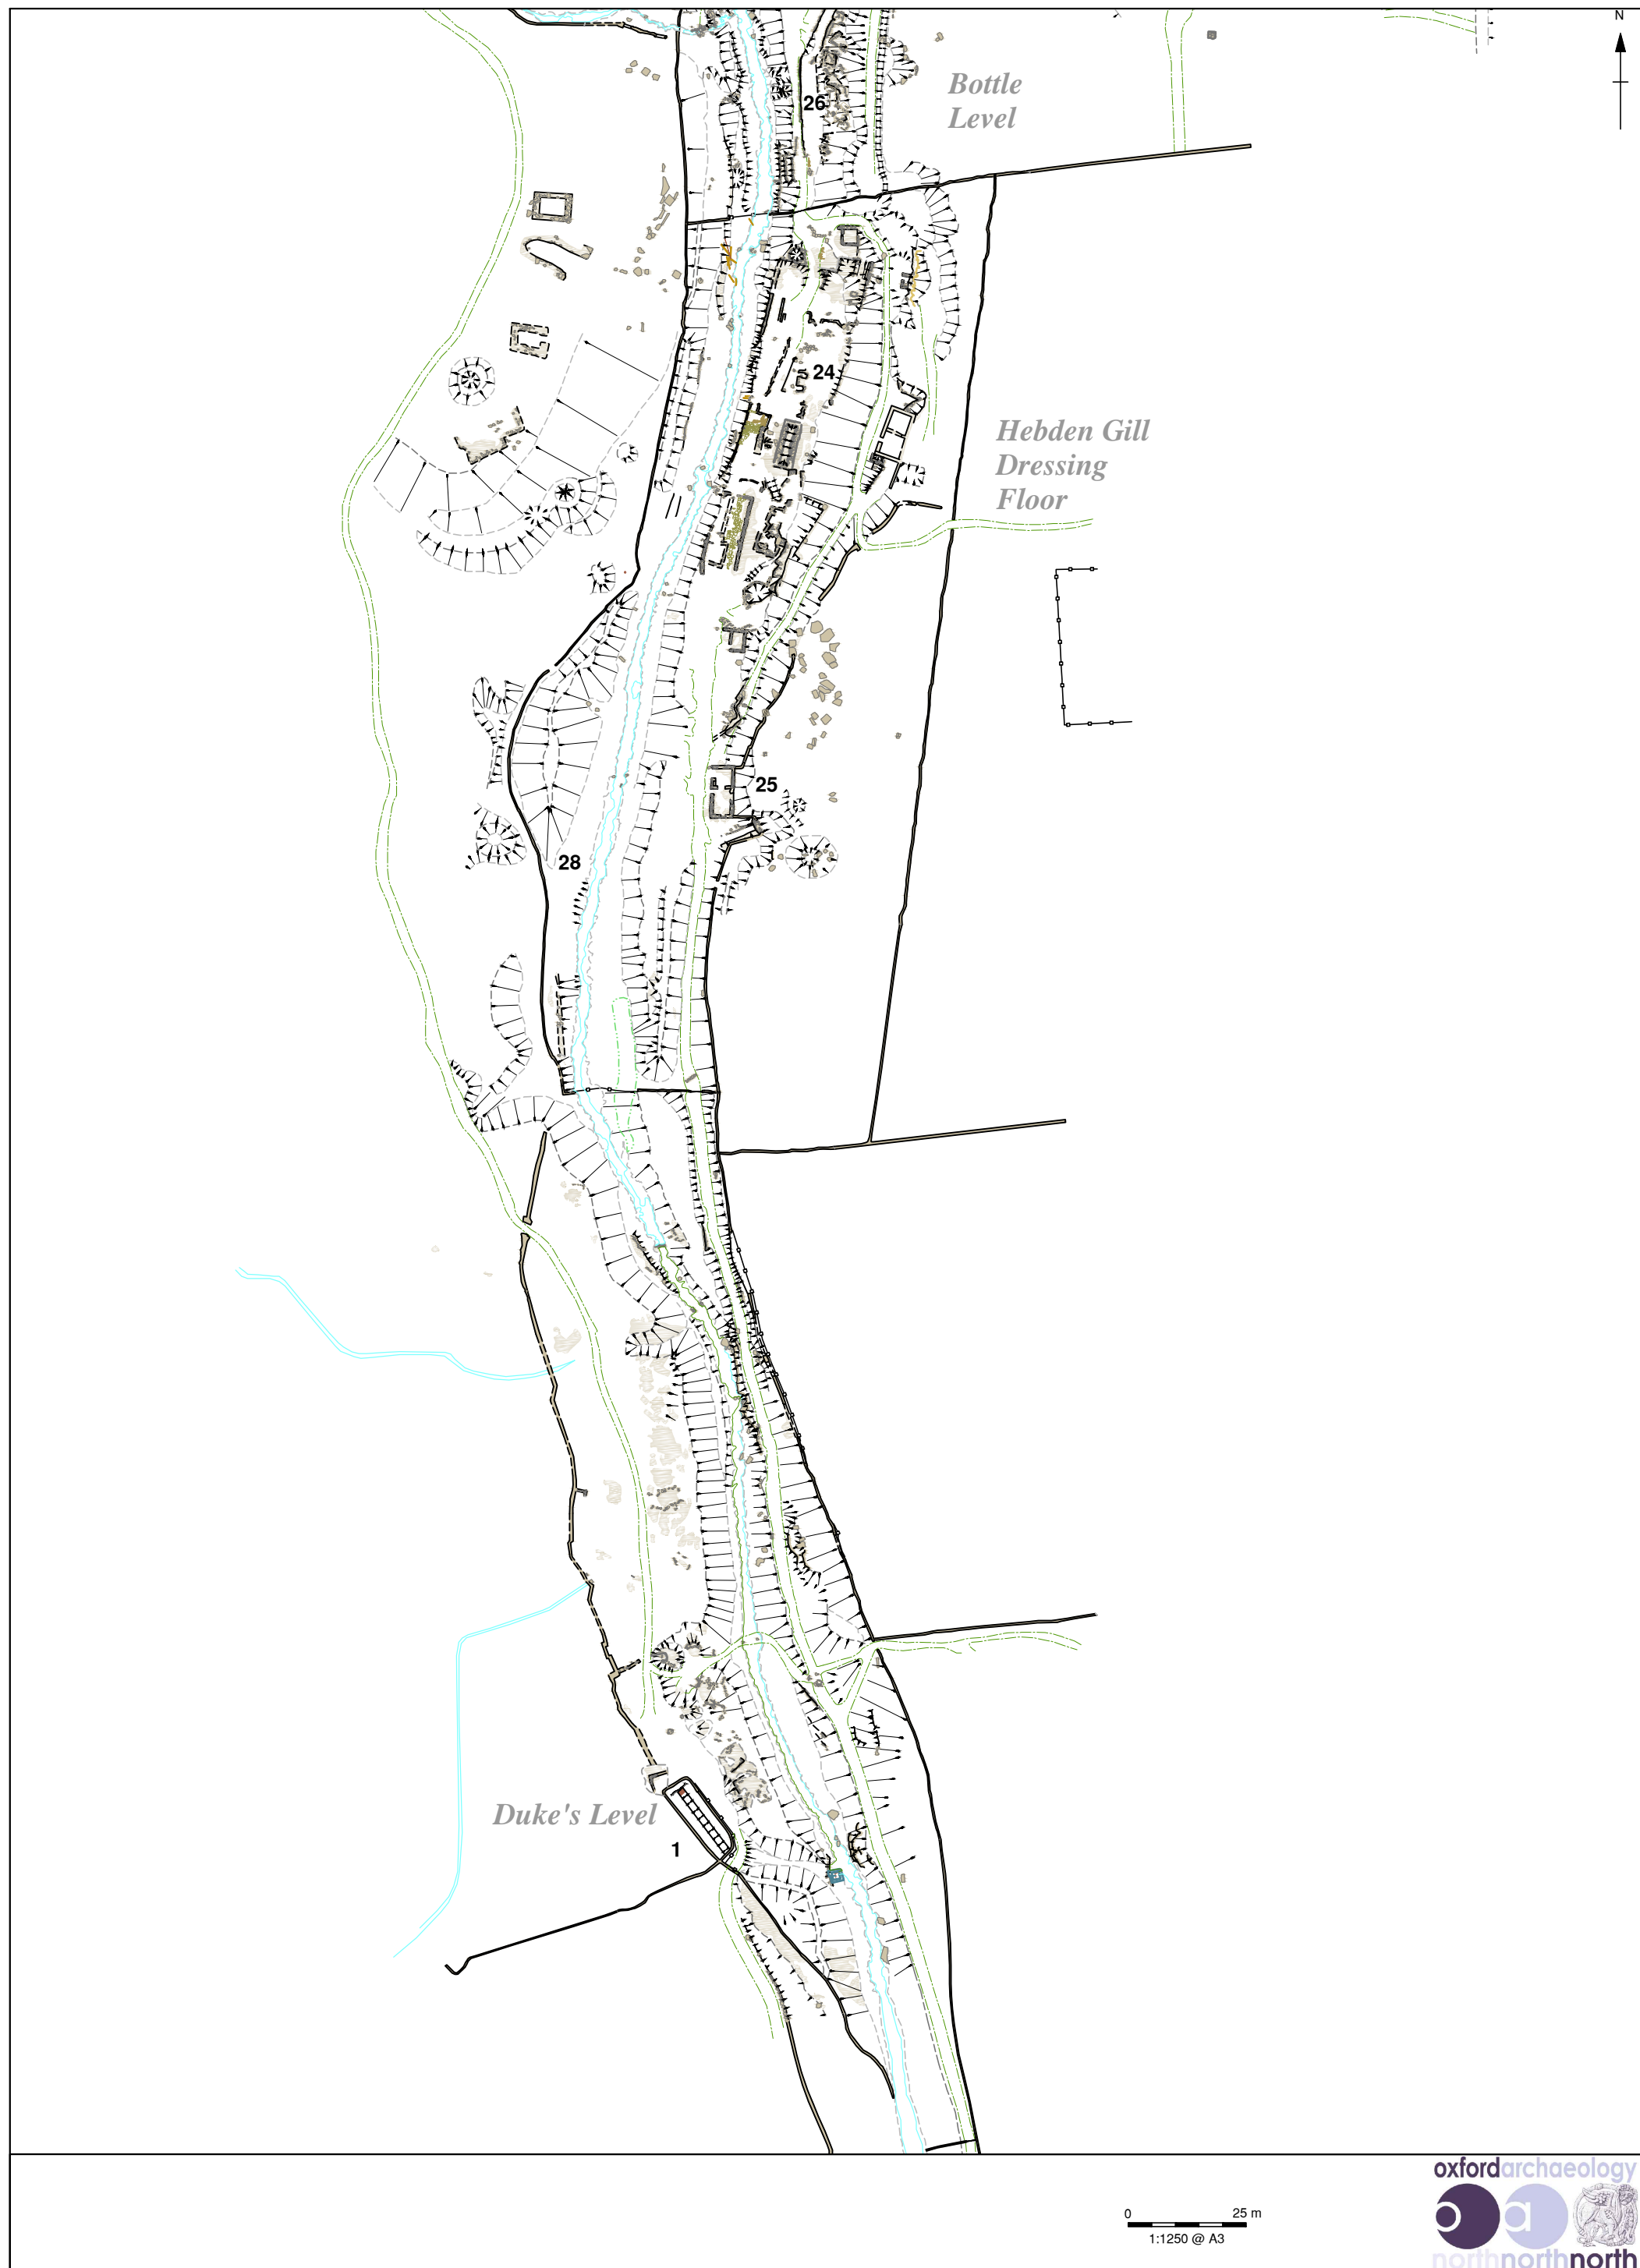 N
Bottle
Level
26
24
Hebden Gill
Dressing
Floor
25
28
Duke's Level
1
0 25 m
1:1250 @ A3
oxfordarchaeology
northnorthnorth